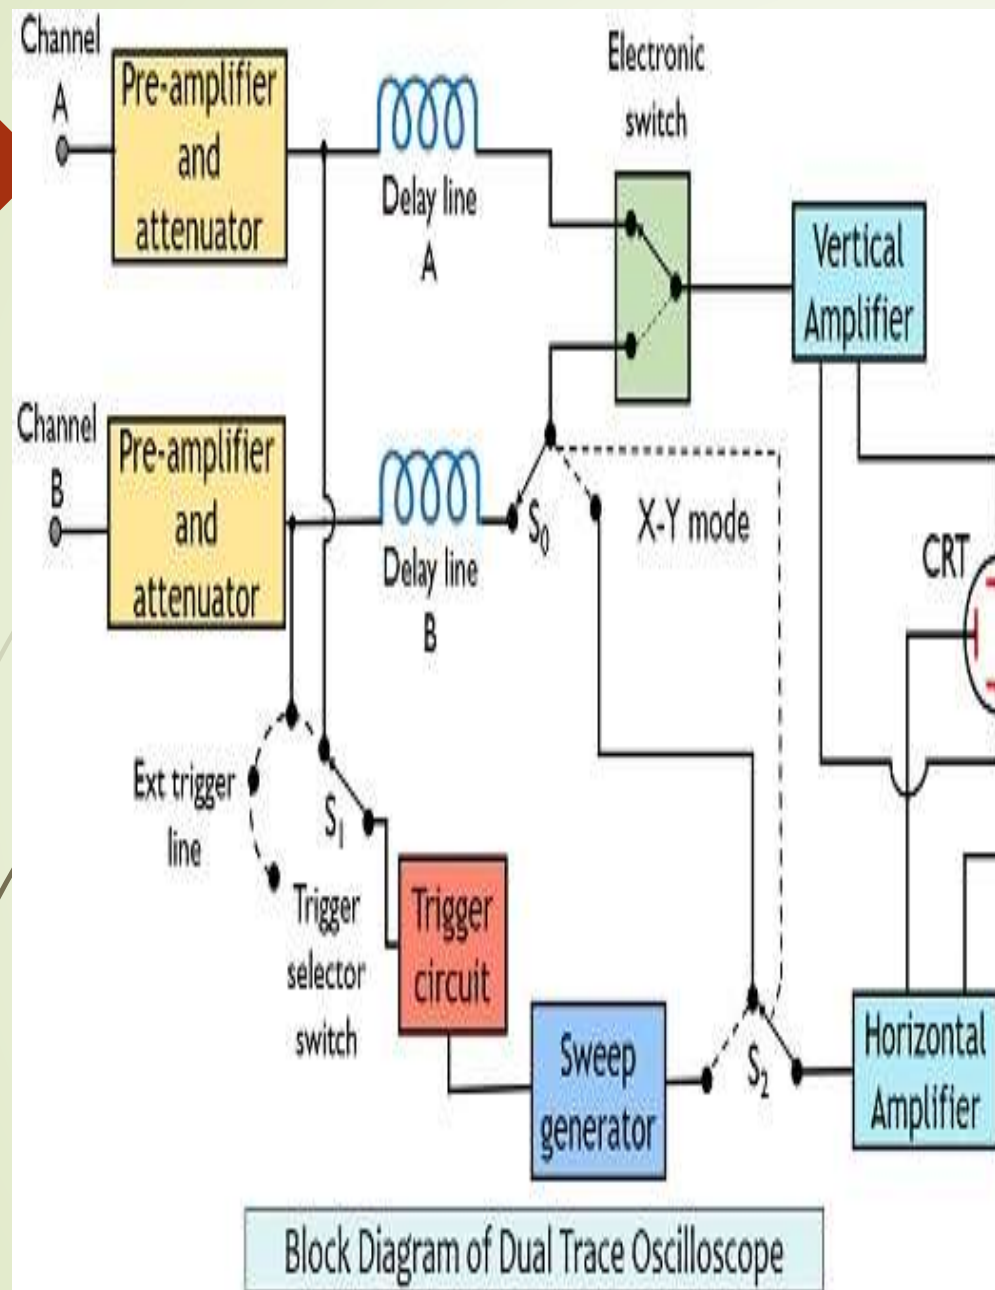 Channel
A
Pre-amplifier
and
attenuator
Delay line
A
Electronic
switch
Vertical
Amplifier
Channel
B
Pre-amplifier
and
attenuator
Delay line
B
S0
X-Y mode
CRT
Ext trigger
line
S1
Trigger
selector
switch
Trigger
circuit
Sweep
generator
S2
Horizontal
Amplifier
Block Diagram of Dual Trace Oscilloscope